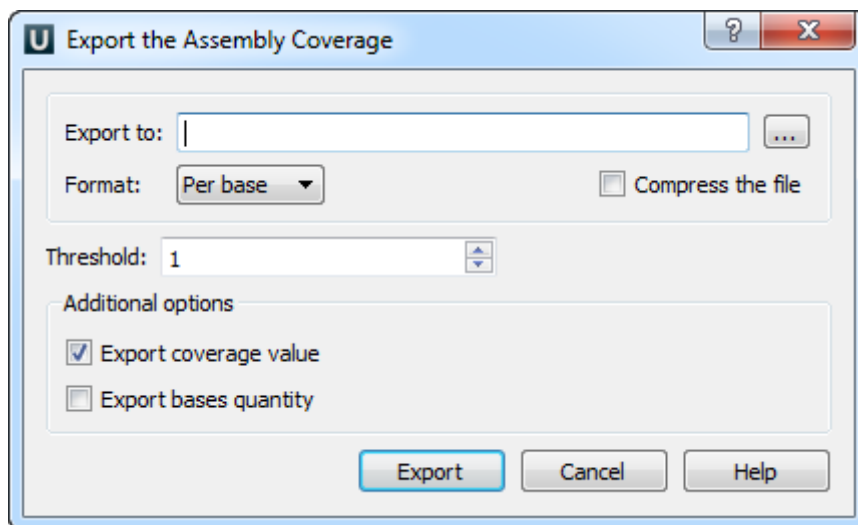 U Export the Assembly Coverage ? X
Export to: ...
Format: Per base Compress the file
Threshold: 1
Additional options
Export coverage value
Export bases quantity
Export Cancel Help